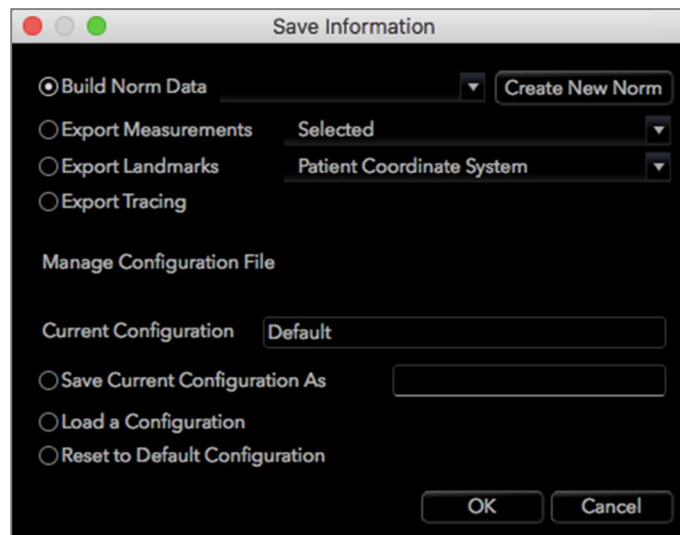 Save Information
Build Norm Data Create New Norm
Export Measurements Selected
Export Landmarks Patient Coordinate System
Export Tracing
Manage Configuration File
Current Configuration Default
Save Current Configuration As
Load a Configuration
Reset to Default Configuration
OK Cancel